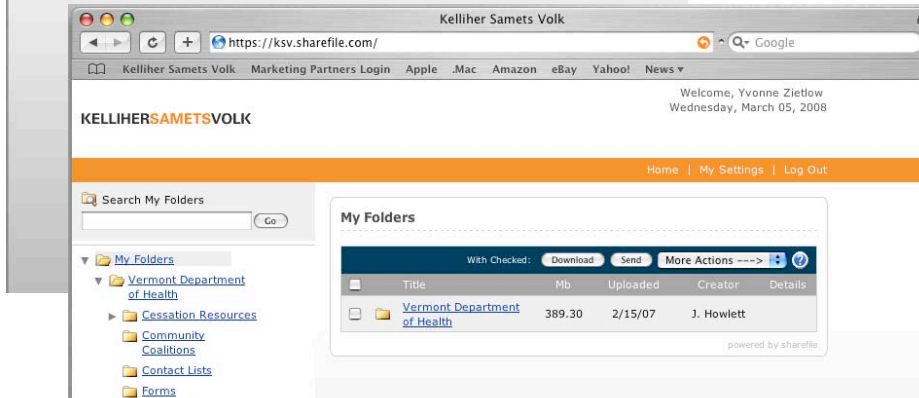 Kelliher Samets Volk
https://ksv.sharefile.com/
Google
Kelliher Samets Volk Marketing Partners Login Apple .Mac Amazon eBay Yahoo! News
Welcome, Yvonne Zietlow
Wednesday, March 05, 2008
KELLIHERSAMETSVOLK
Home | My Settings | Log Out
Search My Folders
Go
My Folders
Vermont Department
of Health
Cessation Resources
Community
Coalitions
Contact Lists
Forms
My Folders
With Checked: Download Send More Actions --->
Title Mb Uploaded Creator Details
Vermont Department
of Health
389.30 2/15/07 J. Howlett
powered by sharefile